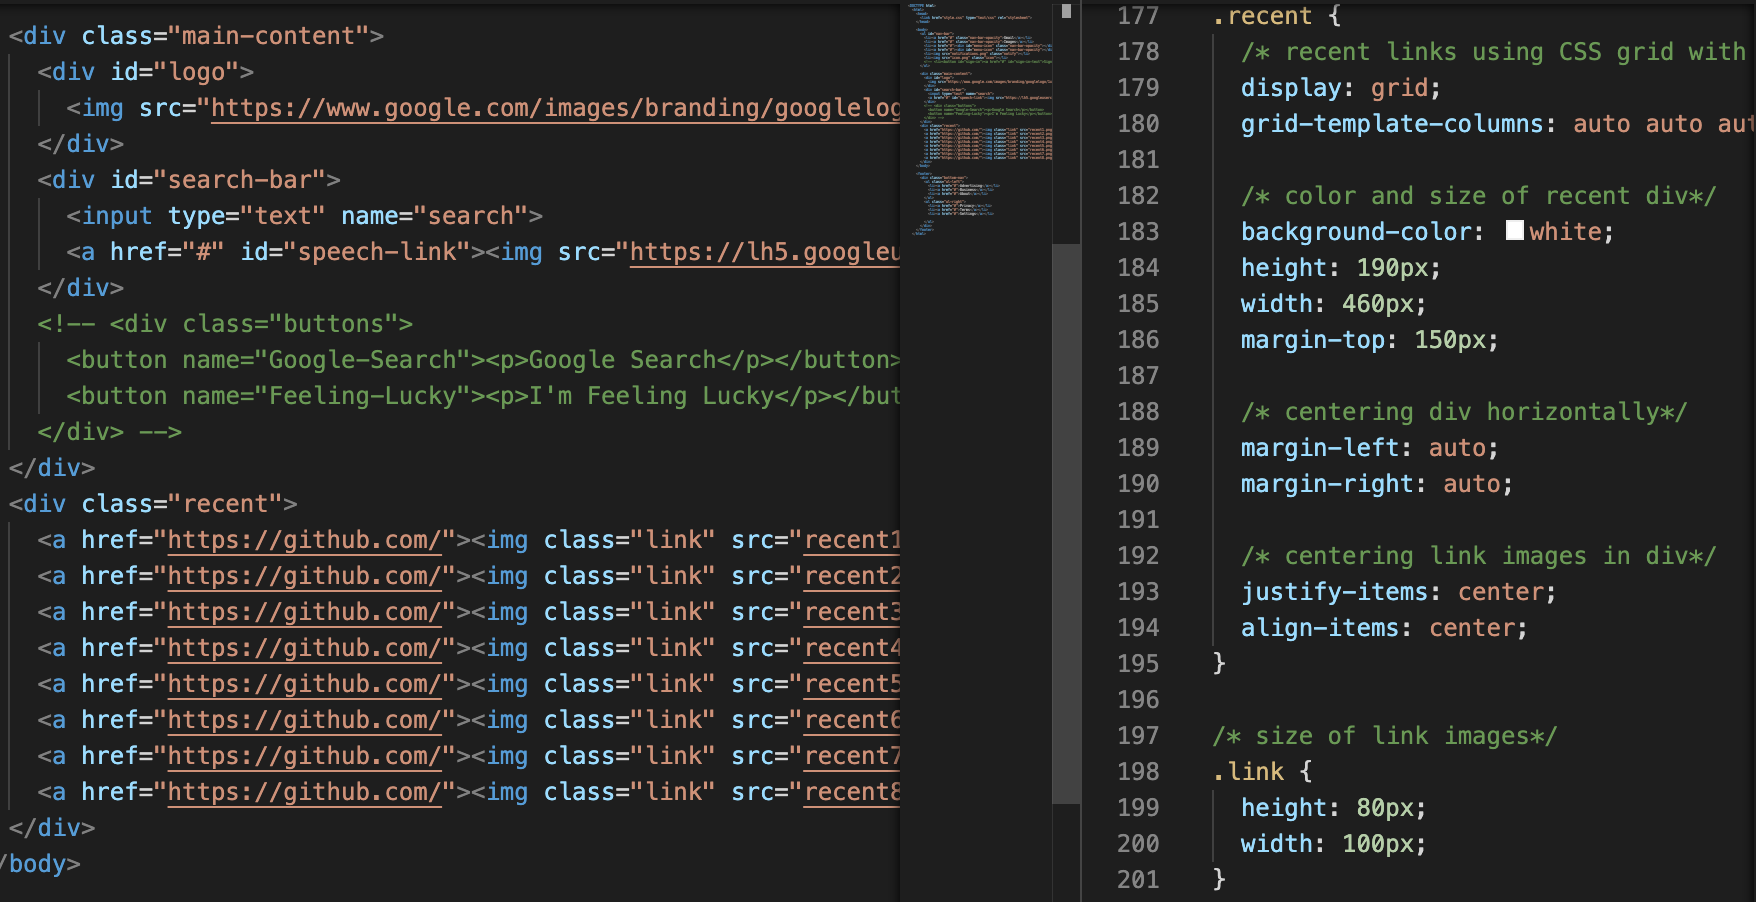 <div class="main-content">
<div id="logo">
<img src="https://www.google.com/images/branding/googlelog
</div>
<div id="search-bar">
<input type="text" name="search">
<a href="#" id="speech-link"><img src="https://lh5.googleu
</div>
<!-- <div class="buttons">
<button name="Google-Search"><p>Google Search</p></button>
<button name="Feeling-Lucky"><p>I'm Feeling Lucky</p></but
</div> -->
</div>
<div class="recent">
<a href="https://github.com/"><img class="link" src="recent1
<a href="https://github.com/"><img class="link" src="recent2
<a href="https://github.com/"><img class="link" src="recent3
<a href="https://github.com/"><img class="link" src="recent4
<a href="https://github.com/"><img class="link" src="recent5
<a href="https://github.com/"><img class="link" src="recent6
<a href="https://github.com/"><img class="link" src="recent7
<a href="https://github.com/"><img class="link" src="recent8
</div>
/body>
177 .recent {
178 /* recent links using CSS grid with
179 display: grid;
180 grid-template-columns: auto auto aut
181
182 /* color and size of recent div*/
183 background-color: white;
184 height: 190px;
185 width: 460px;
186 margin-top: 150px;
187
188 /* centering div horizontally*/
189 margin-left: auto;
190 margin-right: auto;
191
192 /* centering link images in div*/
193 justify-items: center;
194 align-items: center;
195 }
196
197 /* size of link images*/
198 .link {
199 height: 80px;
200 width: 100px;
201 }